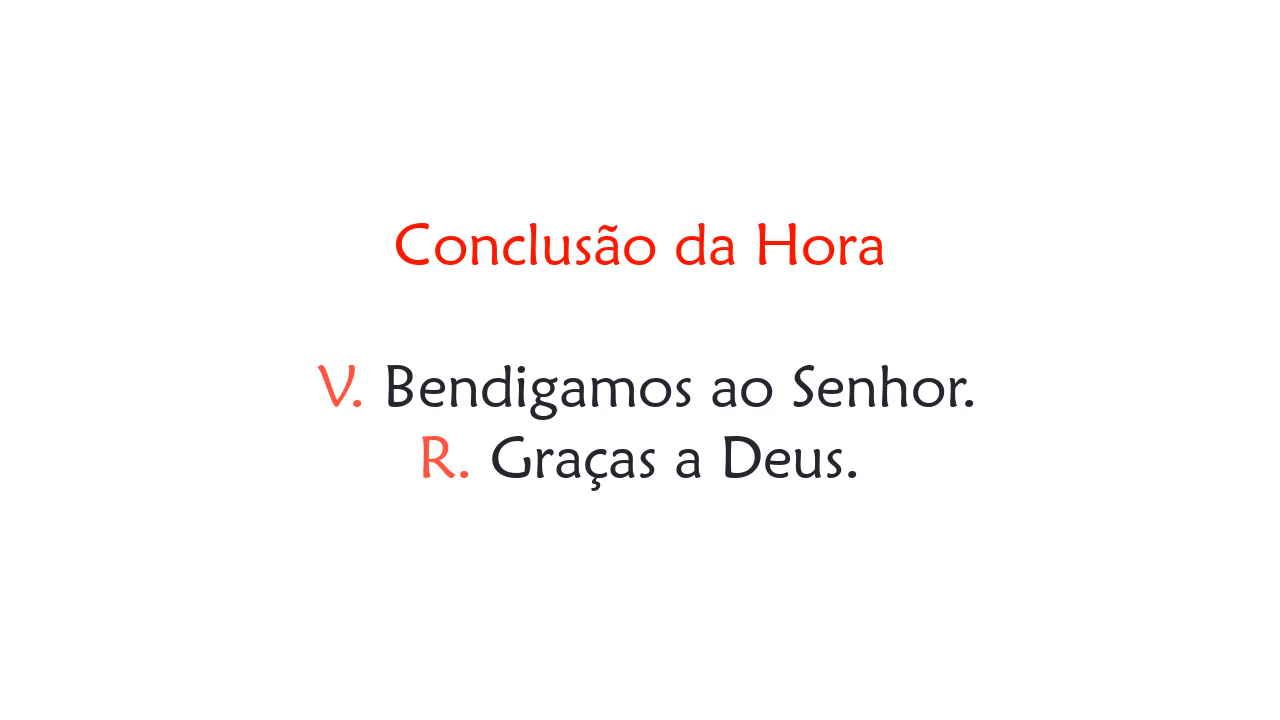 Conclusão da Hora
V. Bendigamos ao Senhor.
R. Graças a Deus.